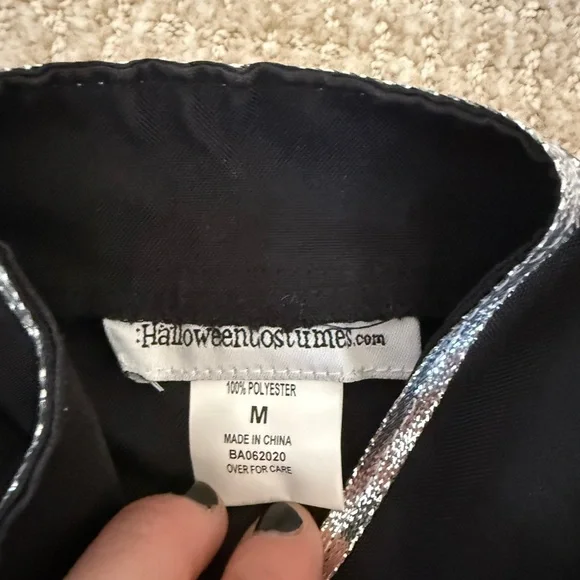 HalloweenCostumes.com
100% POLYESTER
M
MADE IN CHINA
BA062020
OVER FOR CARE